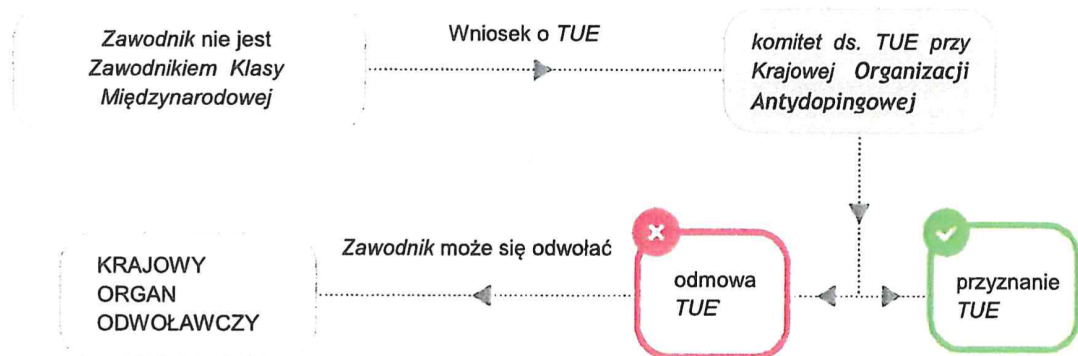 Zawodnik nie jest
Zawodnikiem Klasy
Międzynarodowej
Wniosek o TUE
komitet ds. TUE przy
Krajowej Organizacji
Antydopingowej
KRAJOWY
ORGAN
ODWOŁAWCZY
Zawodnik może się odwołać
odmowa
TUE
przyznanie
TUE